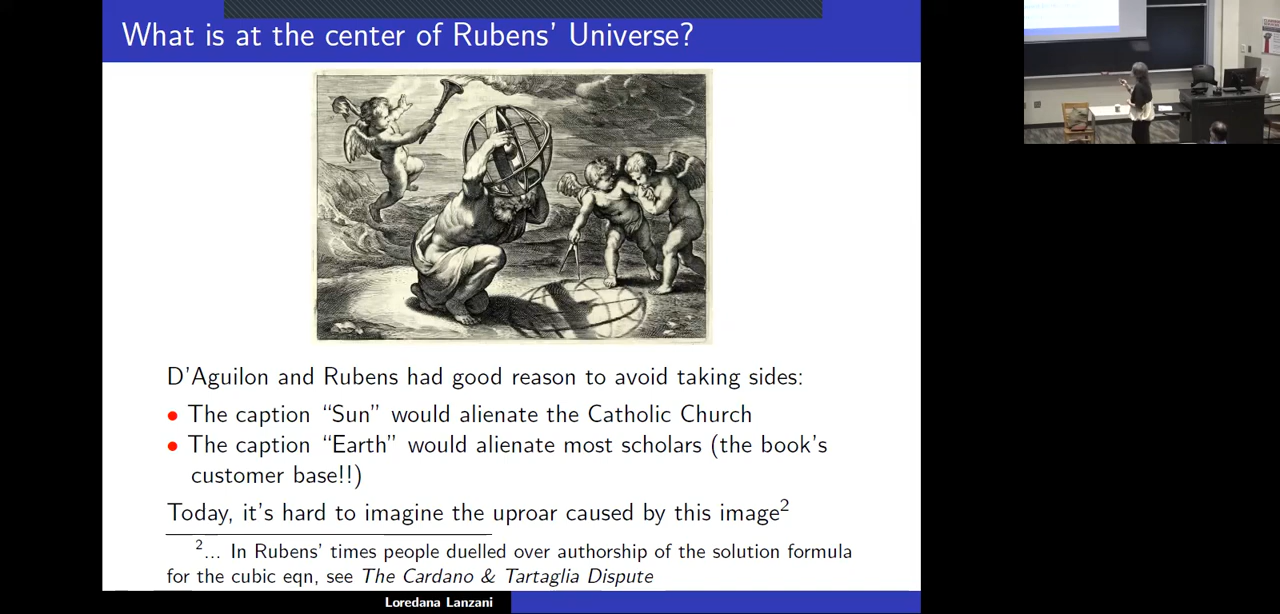 What is at the center of Rubens' Universe?
D'Aguilon and Rubens had good reason to avoid taking sides:
• The caption “Sun” would alienate the Catholic Church
• The caption “Earth” would alienate most scholars (the book's
customer base!!)
Today, it's hard to imagine the uproar caused by this image2
2... In Rubens' times people duelled over authorship of the solution formula
for the cubic eqn, see The Cardano & Tartaglia Dispute
Loredana Lanzani